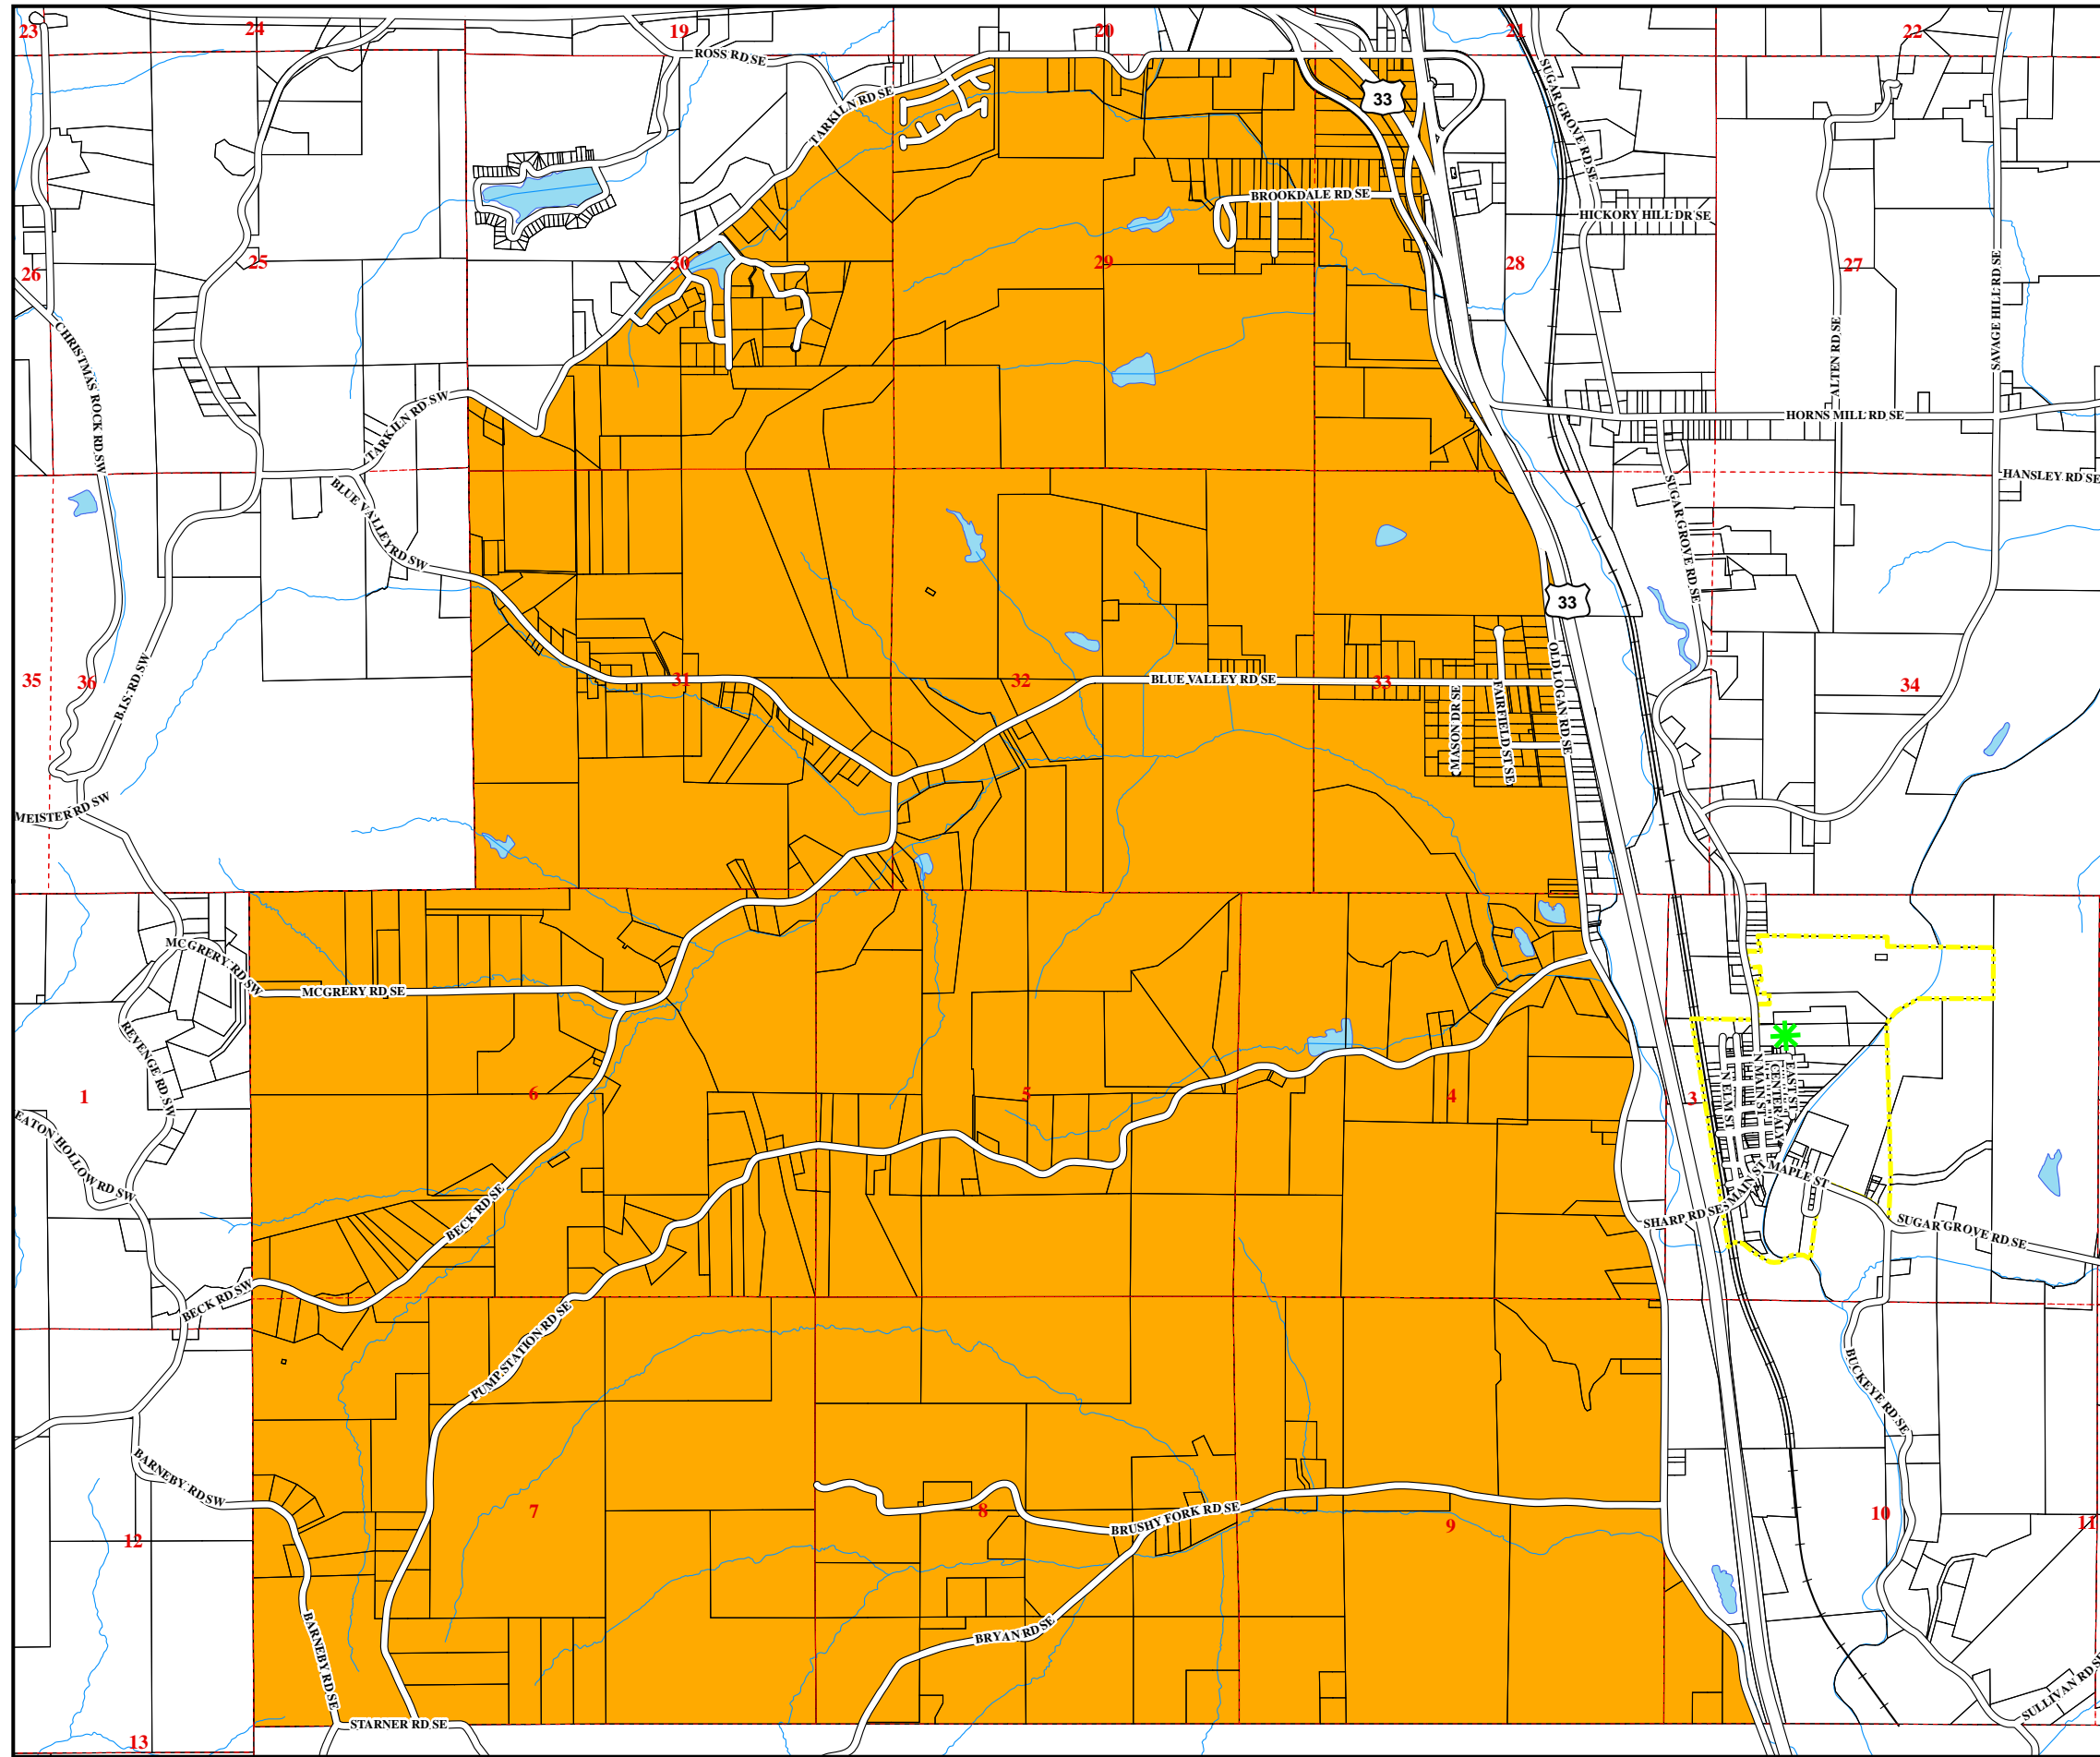 23
24
19
20
21
22
ROSS RD SE
TARKILN RD SE
33
SUGAR GROVE RD SE
BROOKDALE RD SE
HICKORY HILL DR SE
26
25
30
29
28
27
SAVAGE HILL RD SE
CHRISTMAS ROCK RD SW
ALTEN RD SE
TARKILN RD SW
HORNS MILL RD SE
BLUE VALLEY RD SW
SUGAR GROVE RD SE
HANSLEY RD SE
33
35
36
B.I.S. RD SW
31
32
BLUE VALLEY RD SE
33
MASON DR SE
FAIRFIELD ST SE
OLD LOGAN RD SE
34
MEISTER RD SW
MCGRERY RD SW
MCGRERY RD SE
REVENGE RD SW
1
6
5
4
3
N ELM ST
N MAIN ST
CENTER ALY
EAST ST
EATON HOLLOW RD SW
BECK RD SE
MAPLE ST
SHARP RD SE
S MAIN ST
SUGAR GROVE RD SE
BECK RD SW
PUMP STATION RD SE
BUCKEYE RD SE
BARNEBY RD SW
7
8
BRUSHY FORK RD SE
9
10
11
12
BARNEBY RD SE
BRYAN RD SE
STARNER RD SE
SULLIVAN RD SE
13